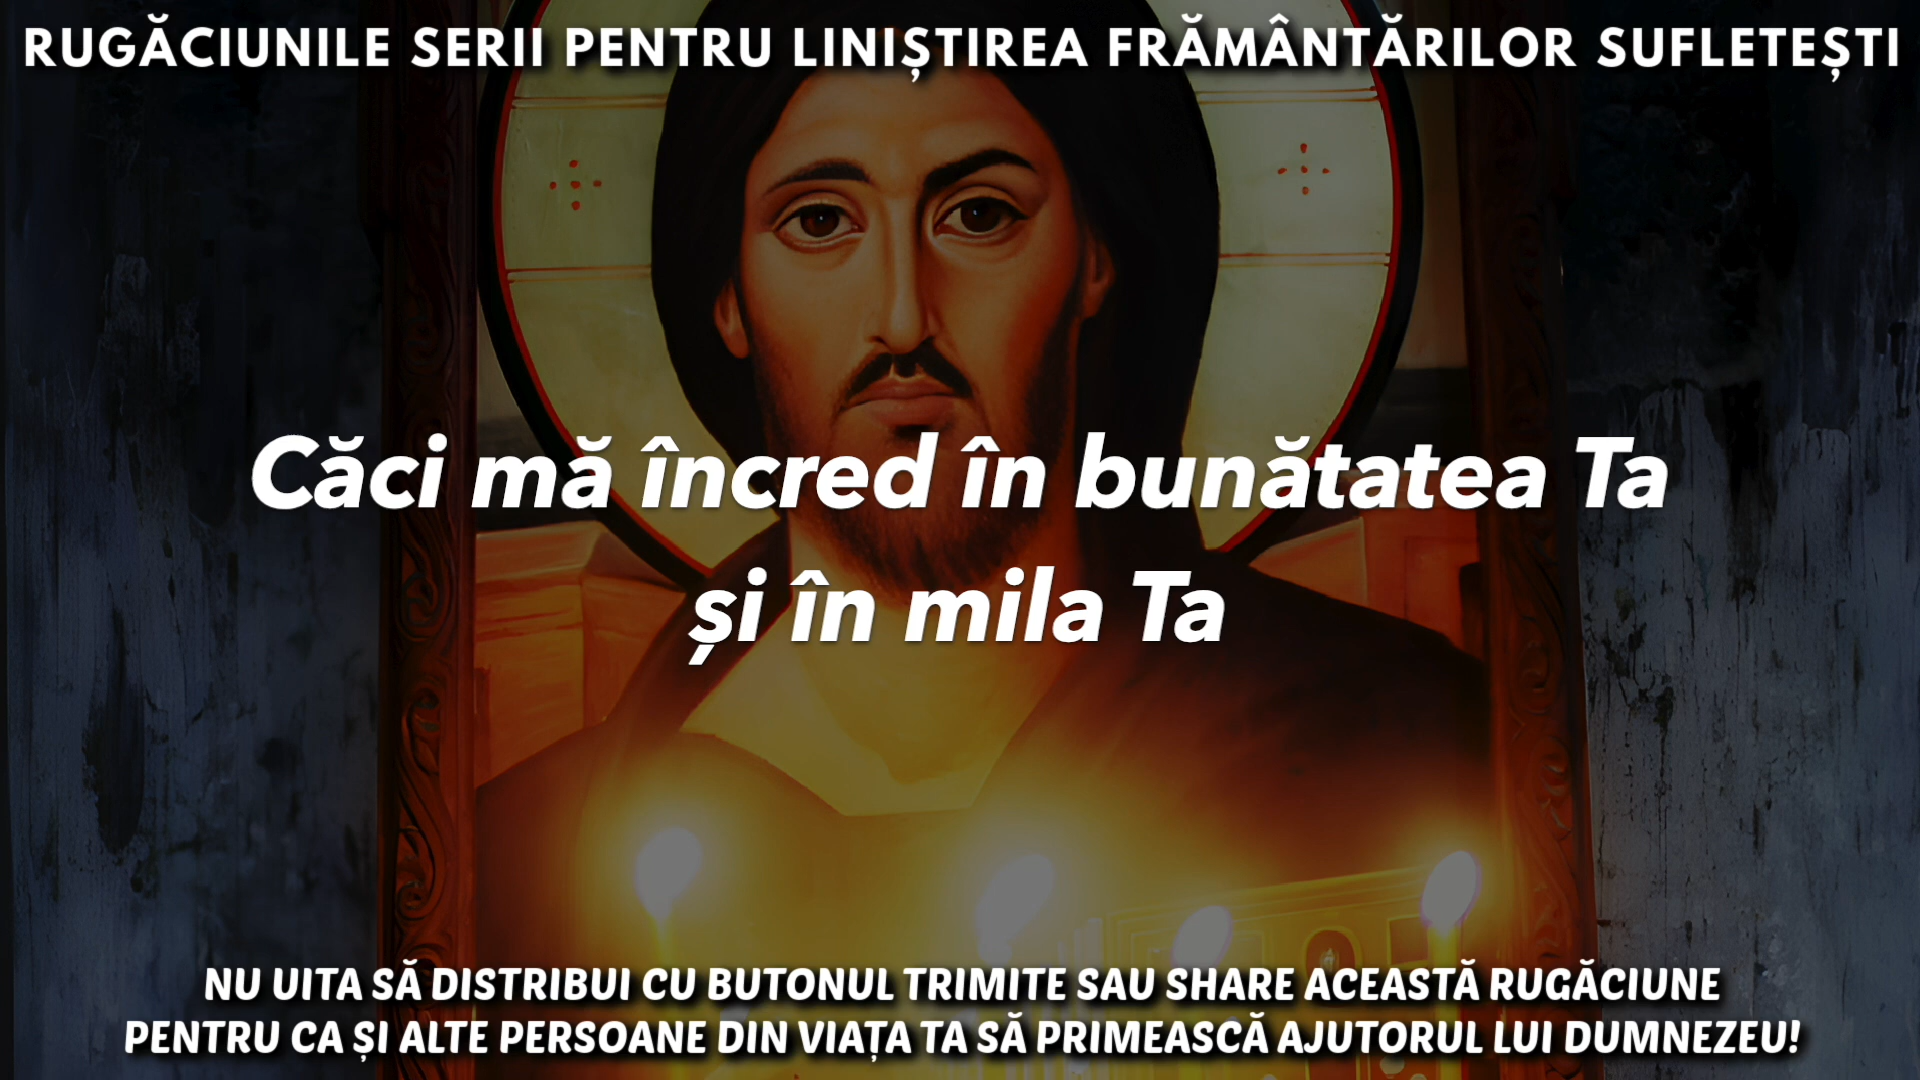 RUGĂCIUNILE SERII PENTRU LINIȘTIREA FRĂMÂNTĂRILOR SUFLETEȘTI
Căci mă încred în bunătatea Ta
și în mila Ta
NU UITA SĂ DISTRIBUI CU BUTONUL TRIMITE SAU SHARE ACEASTĂ RUGĂCIUNE
PENTRU CA ȘI ALTE PERSOANE DIN VIAȚA TA SĂ PRIMEASCĂ AJUTORUL LUI DUMNEZEU!